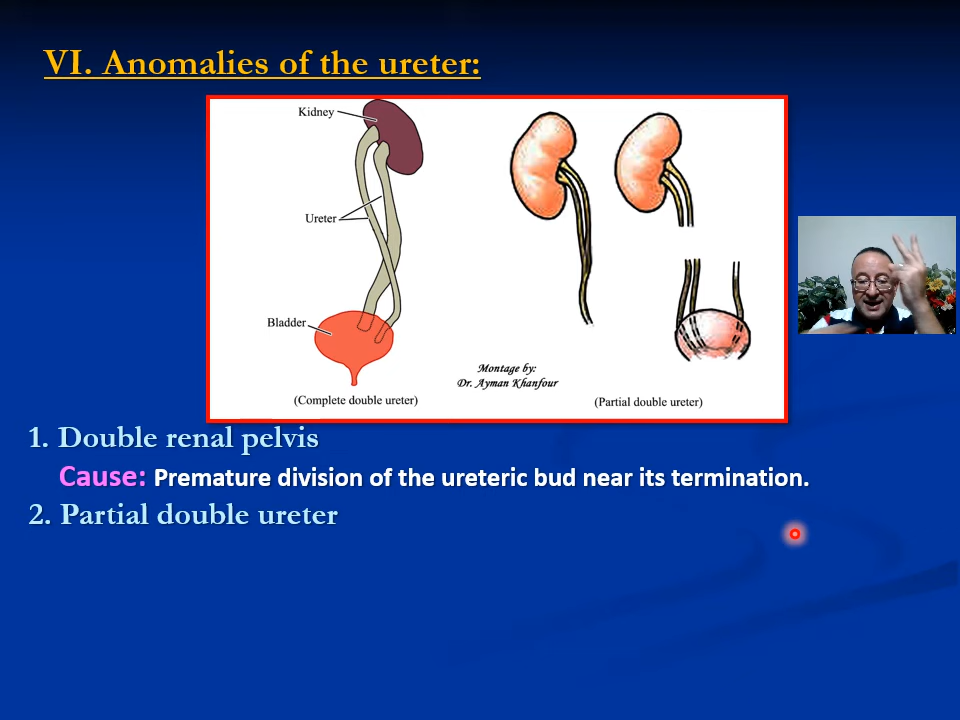 VI. Anomalies of the ureter:
Kidney
Ureter
Bladder
Montage by:
Dr. Ayman Khanfour
(Complete double ureter)
(Partial double ureter)
1. Double renal pelvis
Cause: Premature division of the ureteric bud near its termination.
2. Partial double ureter